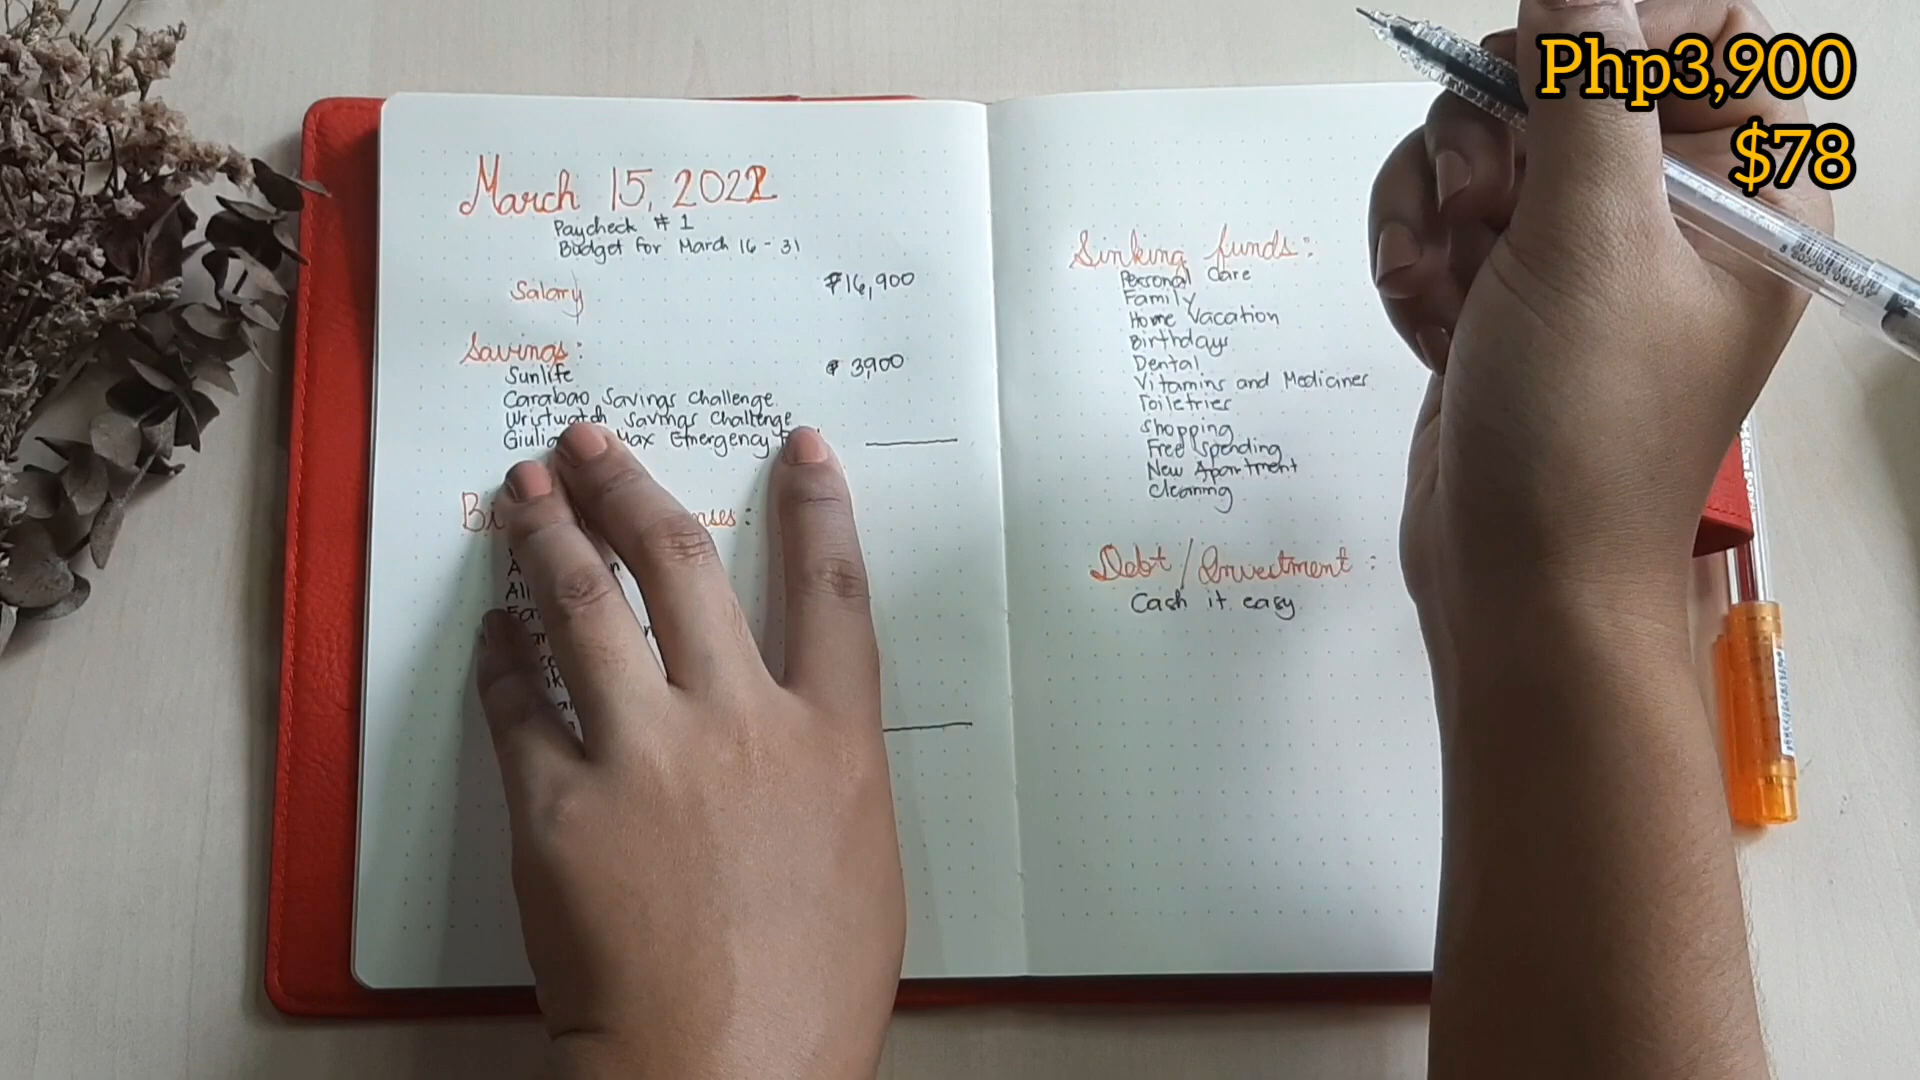 Php3,900
$78
March 15, 2022
Paycheck # 1
Budget for March 16 - 31
Salary ₱16,900
Savings:
Sunlife ₱ 3,900
Carabao Savings Challenge
Wristwatch Savings Challenge
Max Emergency
Sinking funds:
Personal Care
Family
Home Vacation
Birthdays
Dental
Vitamins and Medicines
Toiletries
Shopping
Free Spending
New Apartment
Cleaning
Debt / Investment:
Cash it easy